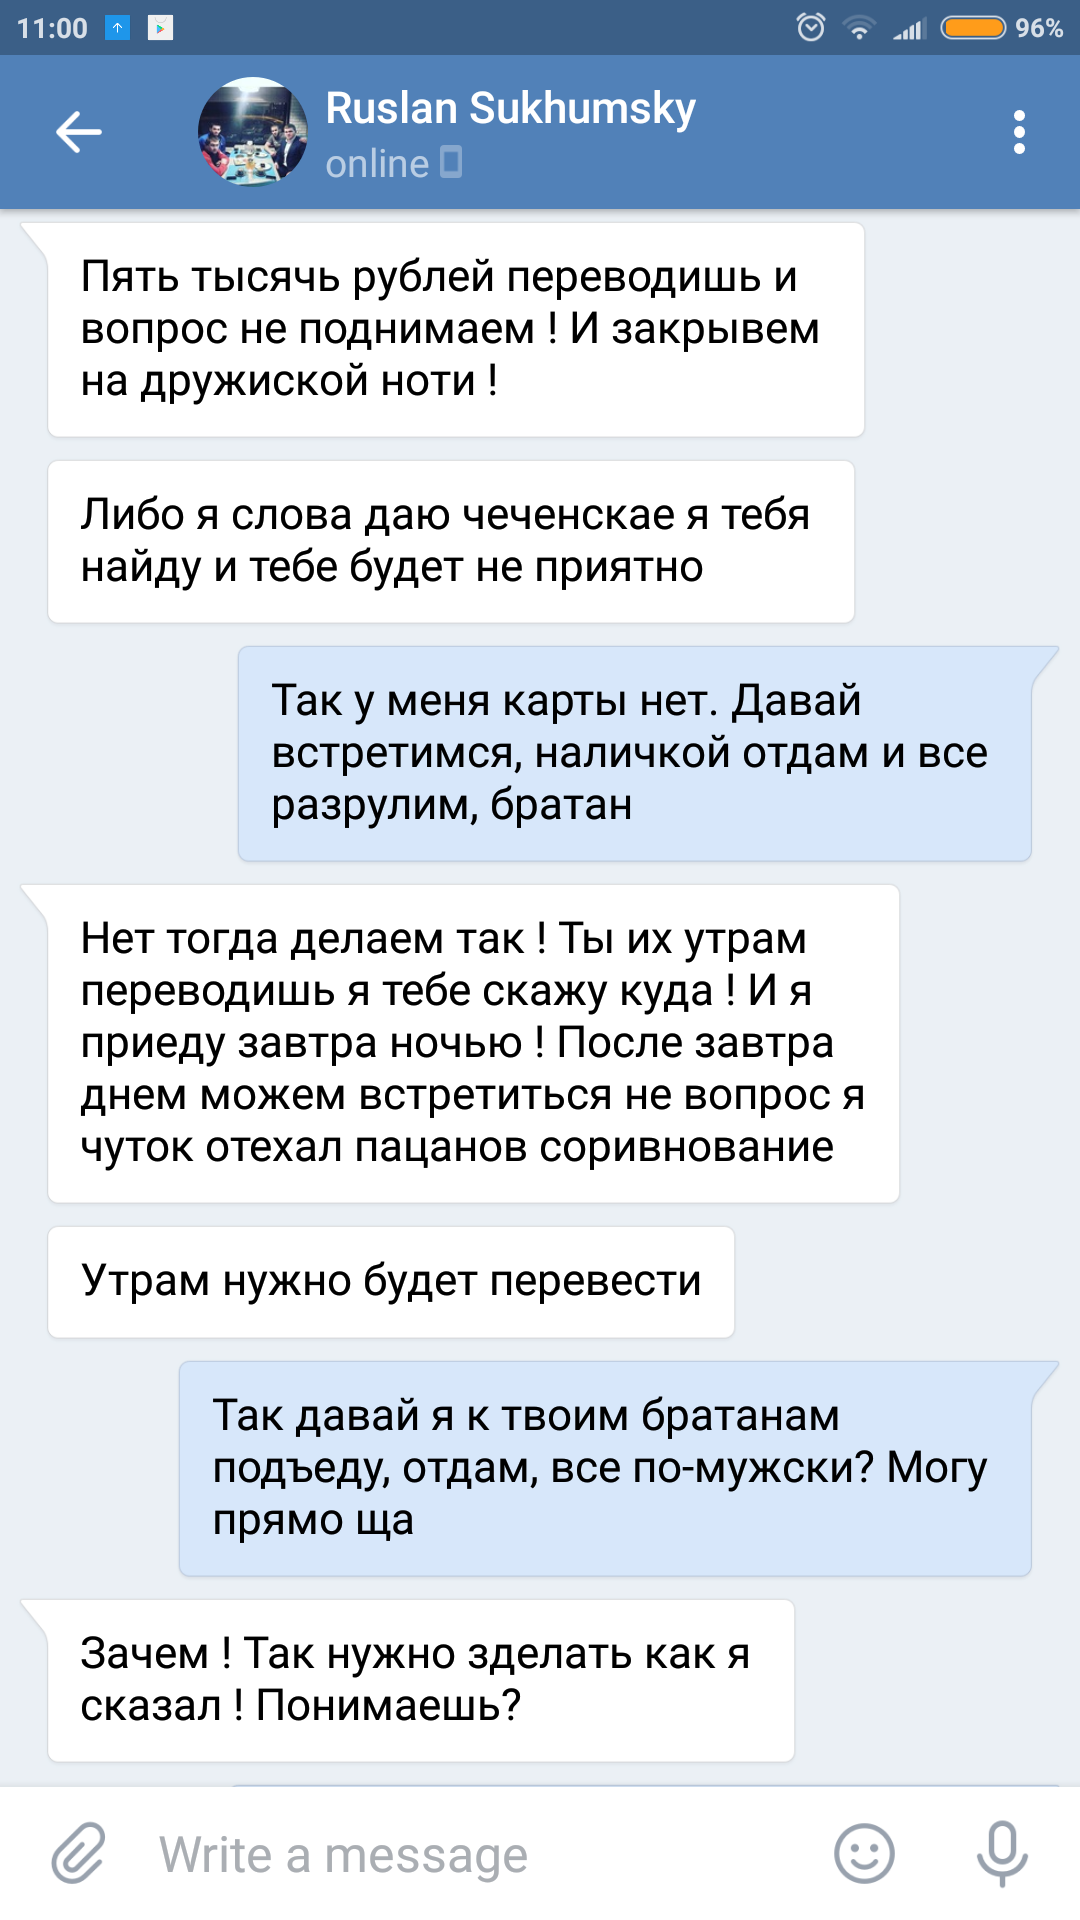 11:00
96%
Ruslan Sukhumsky
online
Пять тысячь рублей переводишь и
вопрос не поднимаем ! И закрывем
на дружиской ноти !
Либо я слова даю чеченскае я тебя
найду и тебе будет не приятно
Так у меня карты нет. Давай
встретимся, наличкой отдам и все
разрулим, братан
Нет тогда делаем так ! Ты их утрам
переводишь я тебе скажу куда ! И я
приеду завтра ночью ! После завтра
днем можем встретиться не вопрос я
чуток отехал пацанов соривнование
Утрам нужно будет перевести
Так давай я к твоим братанам
подъеду, отдам, все по-мужски? Могу
прямо ща
Зачем ! Так нужно зделать как я
сказал ! Понимаешь?
Write a message